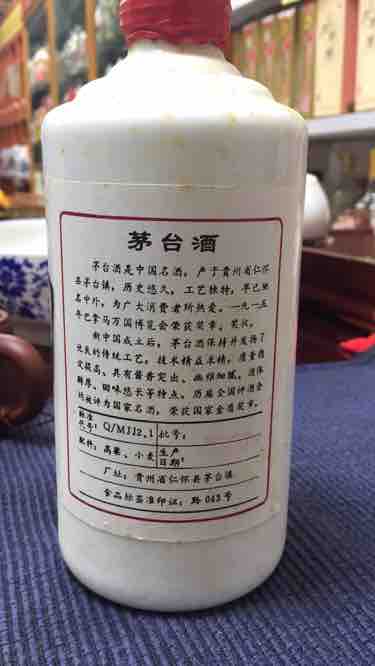 茅台酒
茅台酒是中国名酒，产于贵州省仁怀
县茅台镇，历史悠久，工艺独特，早已驰
名中外，为广大消费者所热爱。一九一五
年巴拿马万国博览会荣获奖章、奖状。
新中国成立后，茅台酒保持并发扬了
优良的传统工艺，技术精益求精，质量稳
定提高、具有酱香突出、幽雅细腻、酒体
醇厚、回味悠长等特点、历届全国评酒会
均被评为国家名酒，荣获国家金质奖章。
标准
代号：Q/MJJ2.1 批号：
配料：高粱、小麦 生产
日期：
厂址：贵州省仁怀县茅台镇
食品标签准印证：黔 043 号